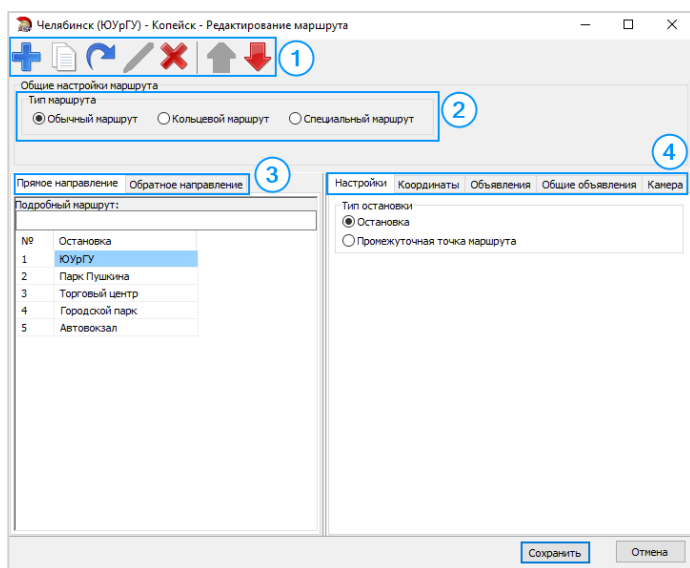 Челябинск (ЮУрГУ) - Копейск - Редактирование маршрута
1
Общие настройки маршрута
Тип маршрута
Обычный маршрут Кольцевой маршрут Специальный маршрут
2
3
4
Прямое направление Обратное направление
Подробный маршрут:
№ Остановка
1 ЮУрГУ
2 Парк Пушкина
3 Торговый центр
4 Городской парк
5 Автовокзал
Настройки Координаты Объявления Общие объявления Камера
Тип остановки
Остановка
Промежуточная точка маршрута
Сохранить Отмена